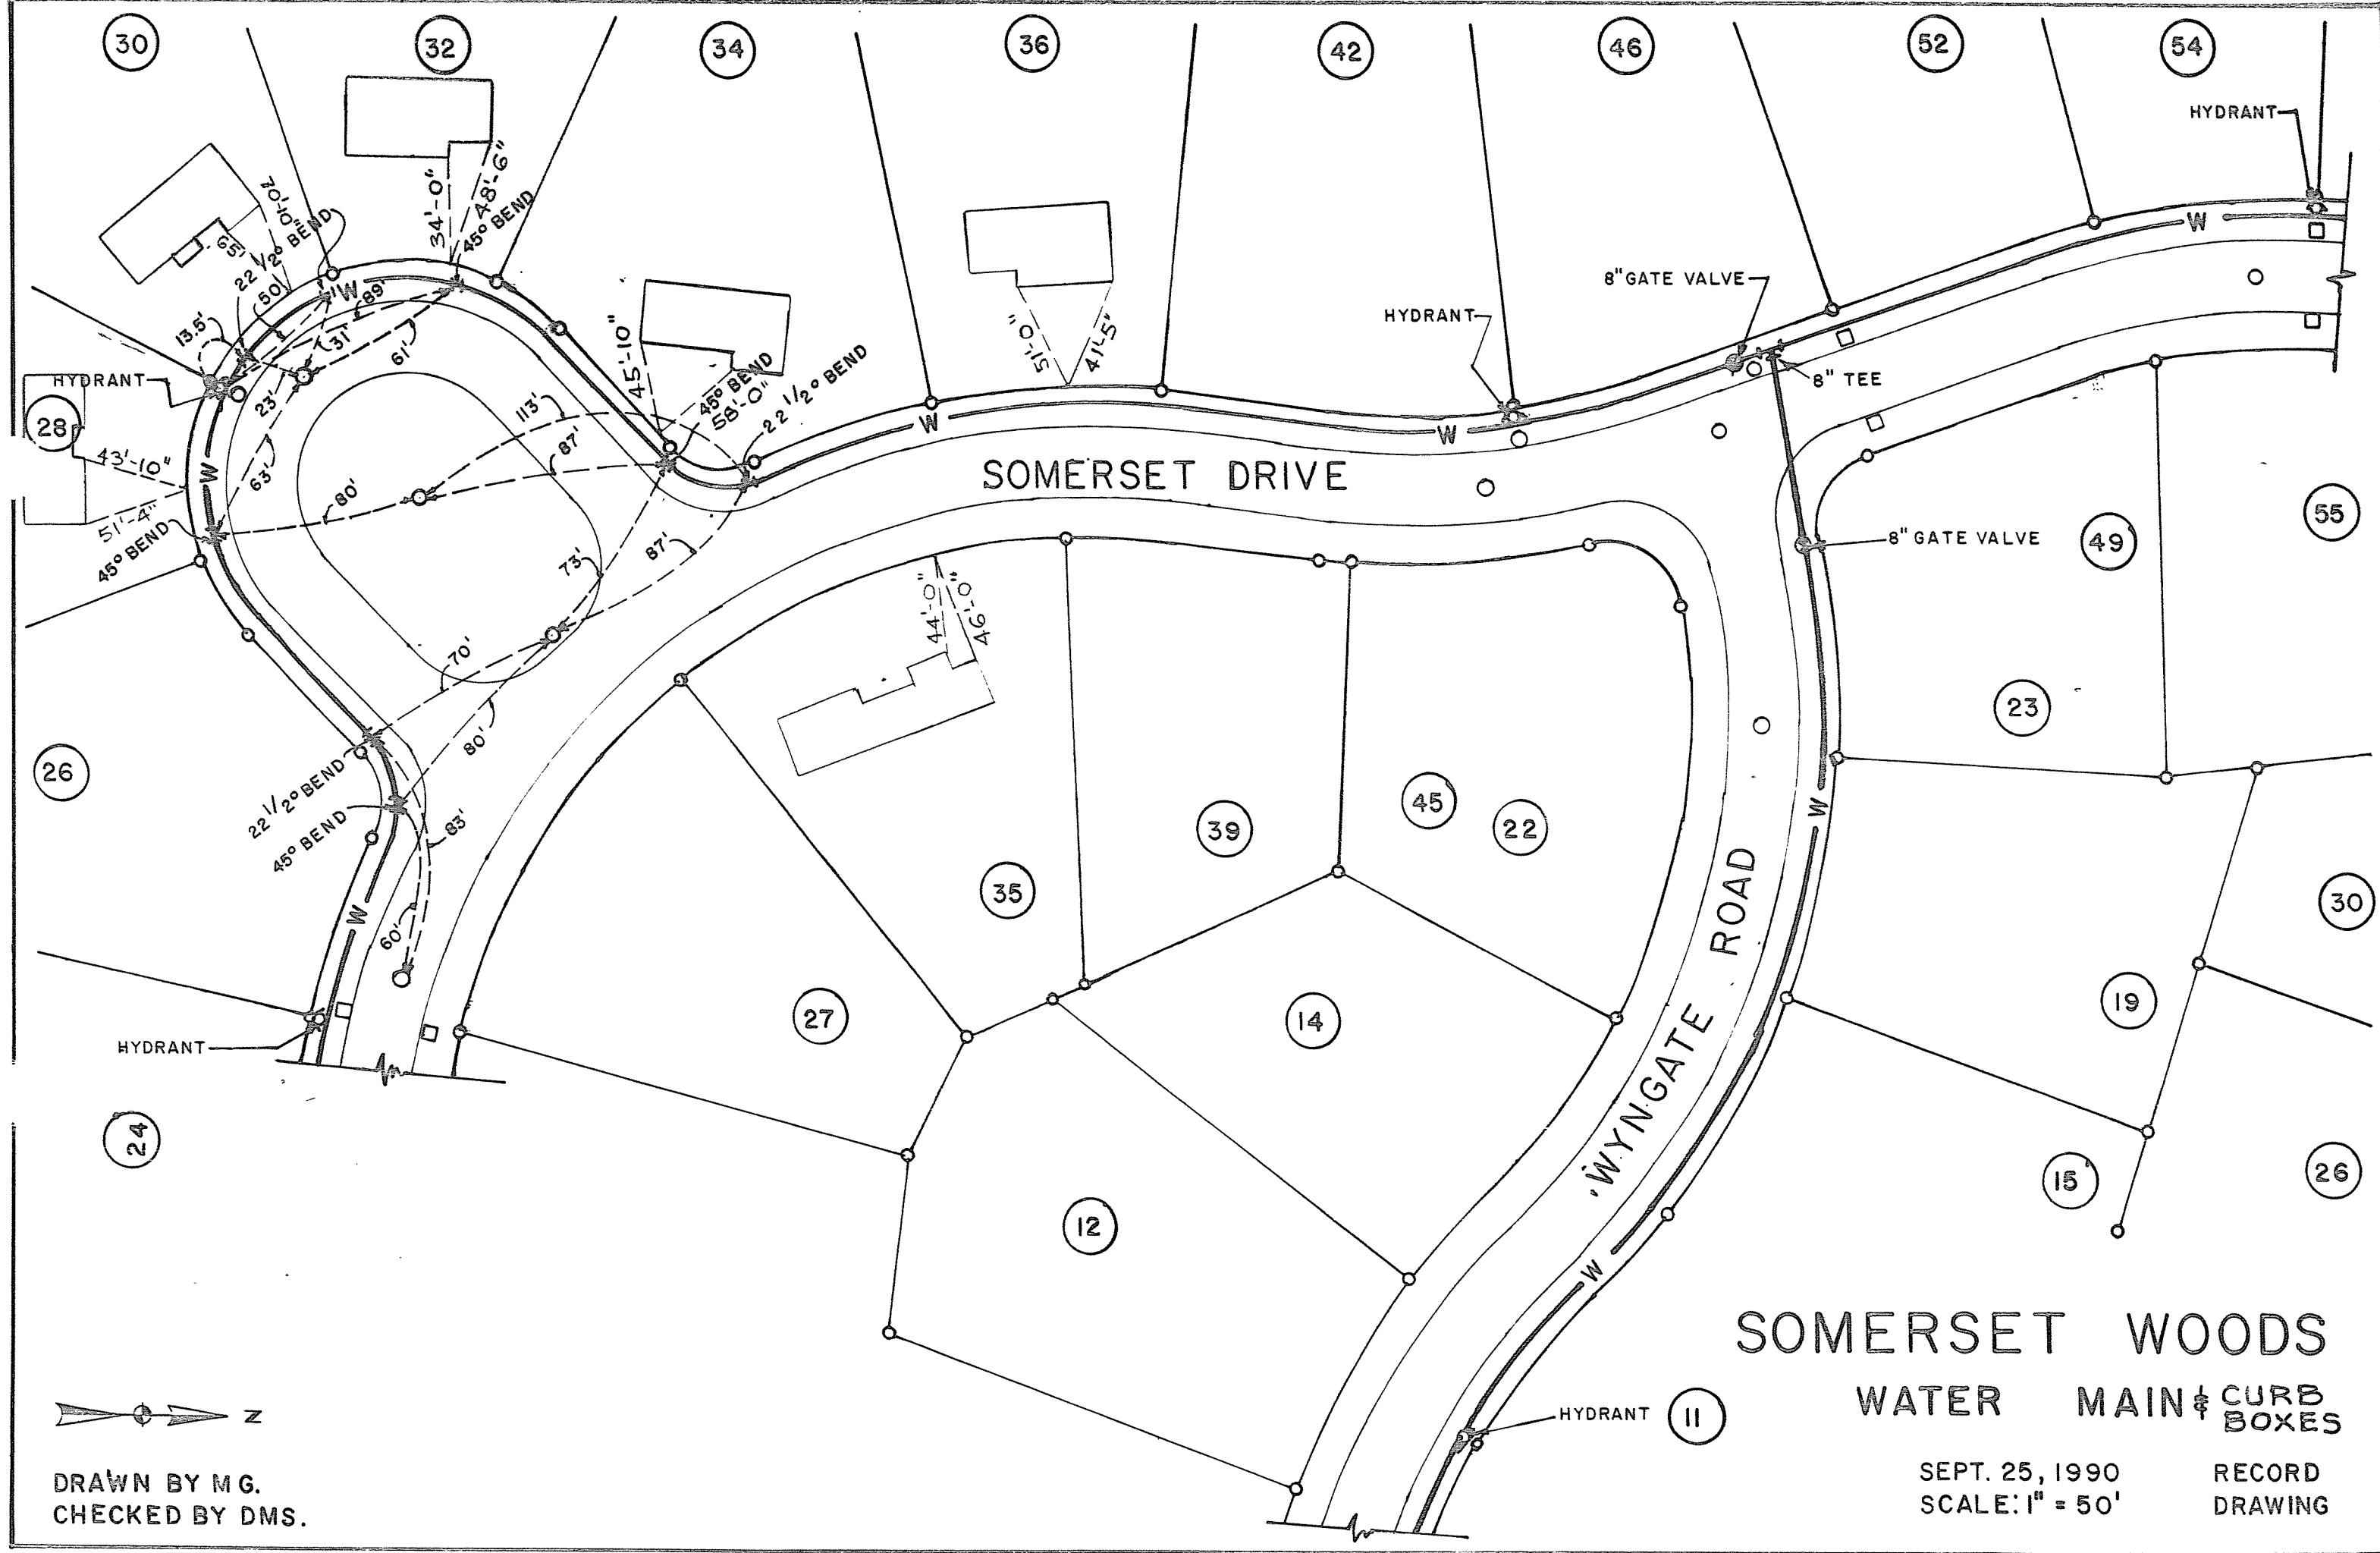 30
32
34
36
42
46
52
54
HYDRANT
70'-10"
65'
22 1/2° BEND
34'-0"
48'-6"
45° BEND
50'
W
89'
13.5'
31'
61'
HYDRANT
23'
28
43'-10"
W
63'
51'-4"
45° BEND
80'
113'
87'
45'-10"
45° BEND
58'-0"
22 1/2° BEND
51'-0"
41'-5"
W
HYDRANT
W
8" GATE VALVE
8" TEE
W
SOMERSET DRIVE
8" GATE VALVE
49
55
73'
87'
70'
80'
44'-0"
46'-0"
26
22 1/2° BEND
45° BEND
83'
W
60'
HYDRANT
24
35
39
45
22
23
W
30
27
14
WYNGATE ROAD
19
12
15
26
W
HYDRANT
11
N
DRAWN BY MG.
CHECKED BY DMS.
SOMERSET WOODS
WATER MAIN & CURB BOXES
SEPT. 25, 1990 RECORD
SCALE: 1" = 50' DRAWING